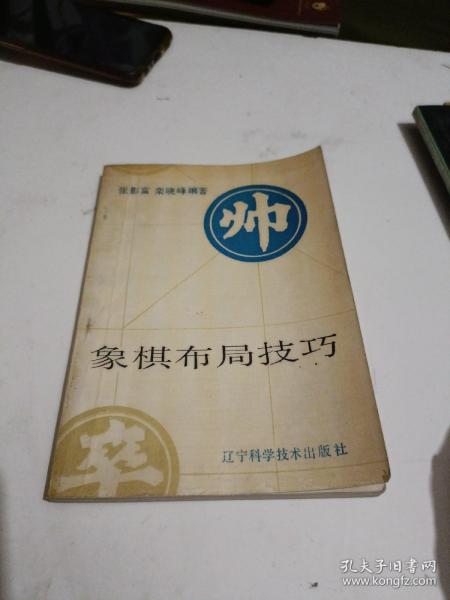 张影富 栾晓峰编著
帅
象棋布局技巧
卒
辽宁科学技术出版社
孔夫子旧书网
www.kongfz.com